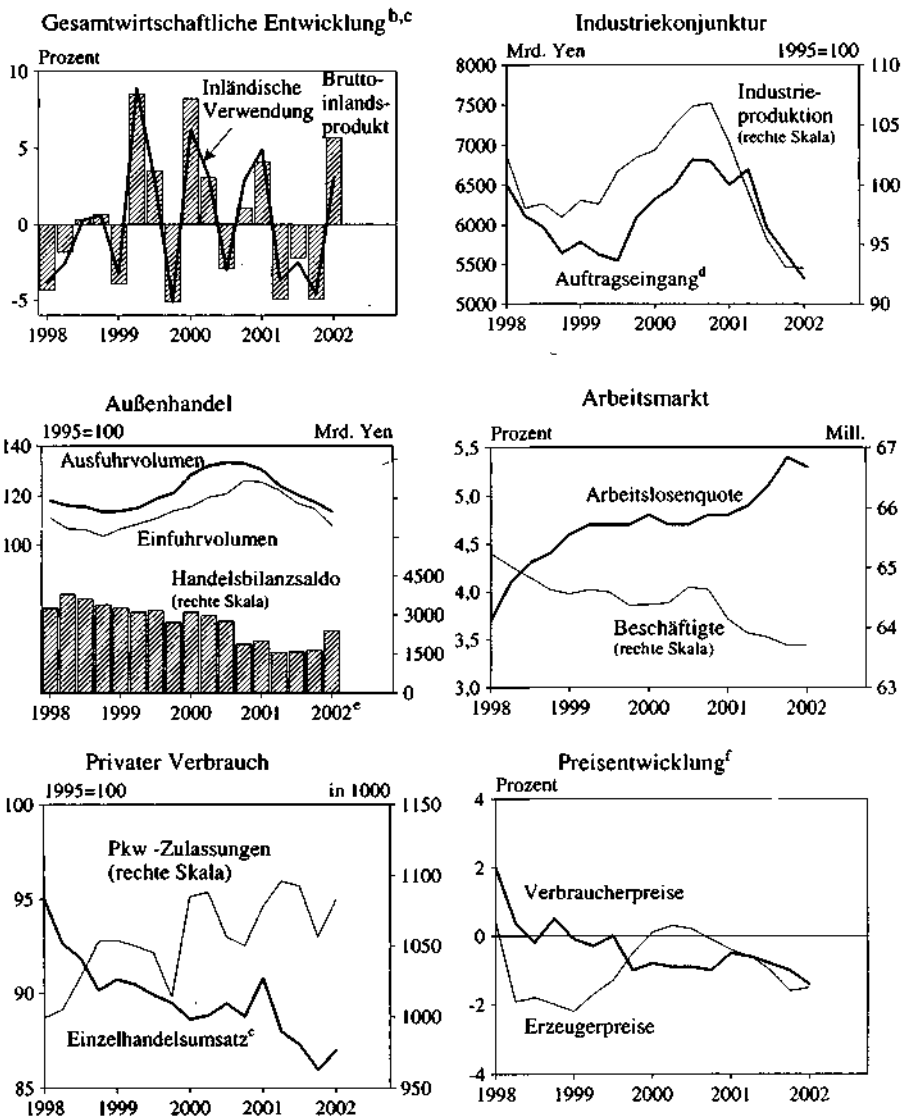 Gesamtwirtschaftliche Entwicklung b,c
Prozent
10
5
0
-5
Inländische
Verwendung
Brutto-
inlands-
produkt
1998 1999 2000 2001 2002
Industriekonjunktur
Mrd. Yen 1995=100
8000
7500
7000
6500
6000
5500
5000
110
105
100
95
90
Industrie-
produktion
(rechte Skala)
Auftragseingang d
1998 1999 2000 2001 2002
Außenhandel
1995=100 Mrd. Yen
140
120
100
Ausfuhrvolumen
Einfuhrvolumen
Handelsbilanzsaldo
(rechte Skala)
4500
3000
1500
0
1998 1999 2000 2001 2002 e
Arbeitsmarkt
Prozent Mill.
5,5
5,0
4,5
4,0
3,5
3,0
67
66
65
64
63
Arbeitslosenquote
Beschäftigte
(rechte Skala)
1998 1999 2000 2001 2002
Privater Verbrauch
1995=100 in 1000
100
95
90
85
1150
1100
1050
1000
950
Pkw -Zulassungen
(rechte Skala)
Einzelhandelsumsatz c
1998 1999 2000 2001 2002
Preisentwicklung f
Prozent
4
2
0
-2
-4
Verbraucherpreise
Erzeugerpreise
1998 1999 2000 2001 2002